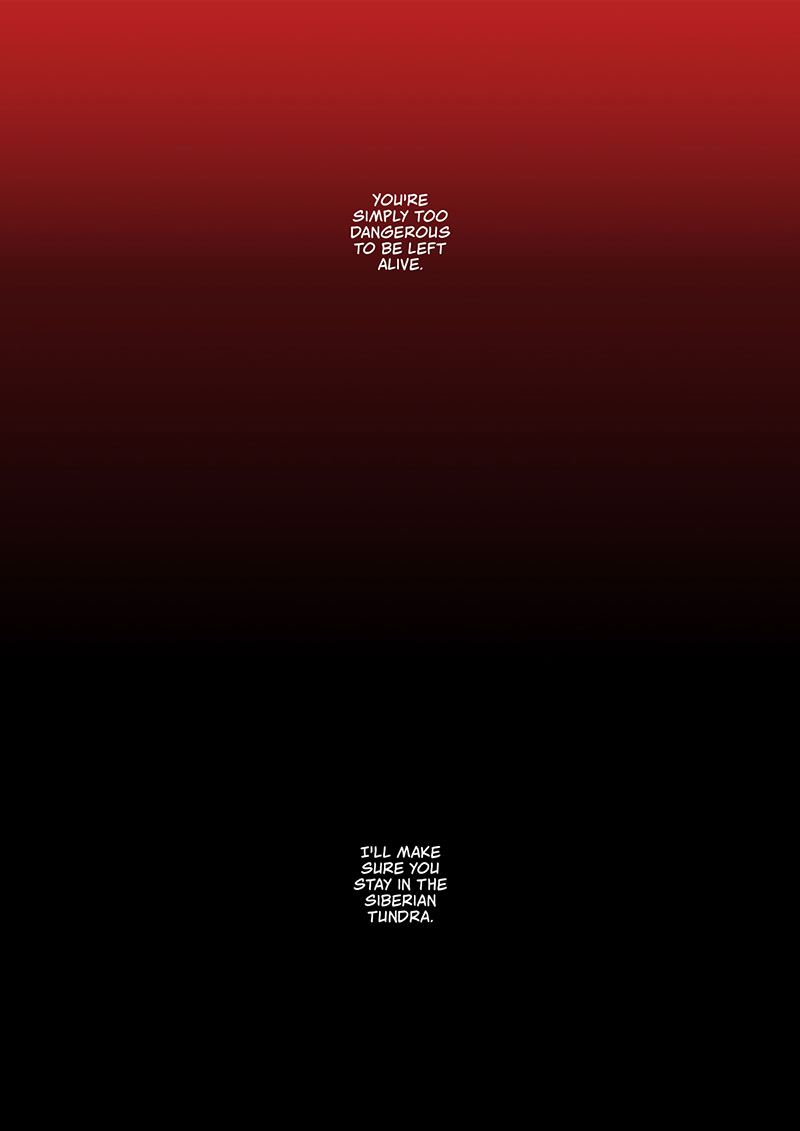 YOU'RE
SIMPLY TOO
DANGEROUS
TO BE LEFT
ALIVE.
I'LL MAKE
SURE YOU
STAY IN THE
SIBERIAN
TUNDRA.